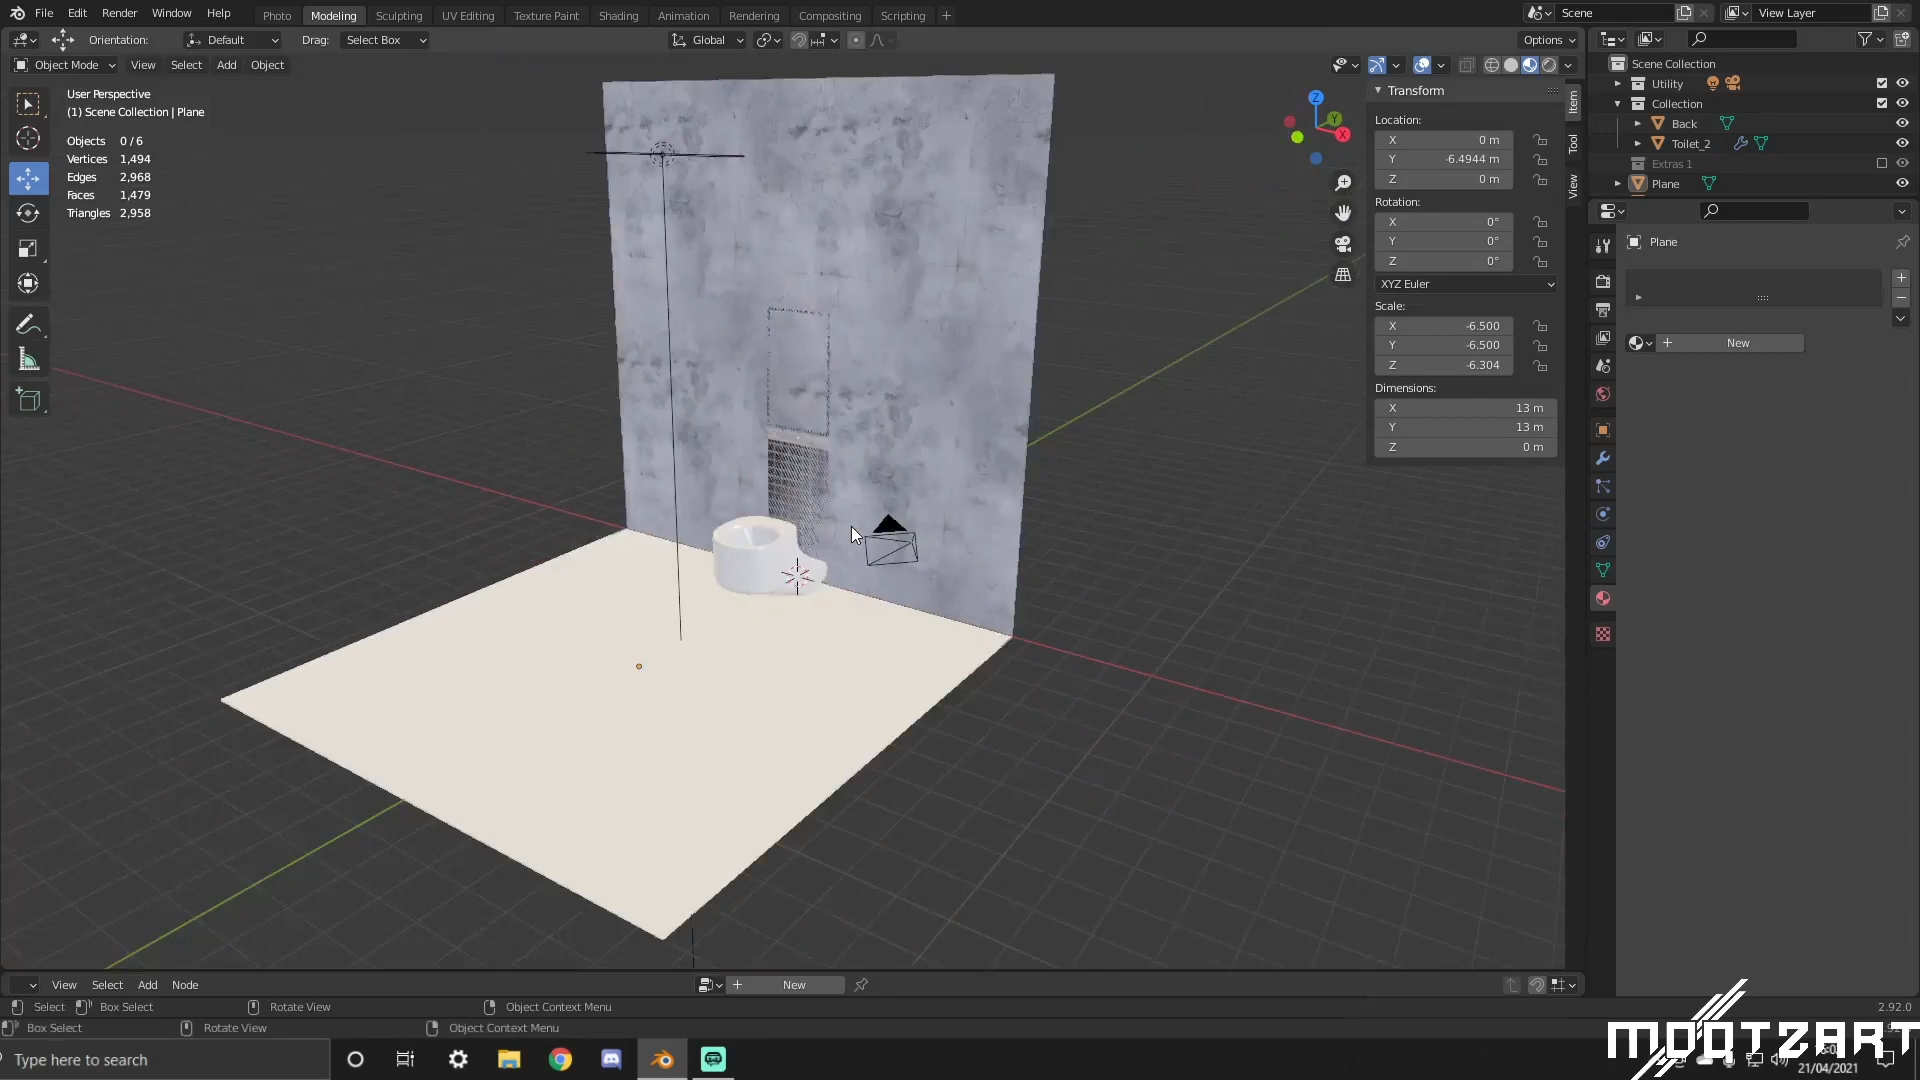 File Edit Render Window Help Photo Modeling Sculpting UV Editing Texture Paint Shading Animation Rendering Compositing Scripting + Scene View Layer
Orientation: Default Drag: Select Box Global Options
Object Mode View Select Add Object
User Perspective
(1) Scene Collection | Plane
Objects 0/6
Vertices 1,494
Edges 2,968
Faces 1,479
Triangles 2,958
Z
Y
X
Transform
Location:
X 0 m
Y -6.4944 m
Z 0 m
Rotation:
X 0°
Y 0°
Z 0°
XYZ Euler
Scale:
X -6.500
Y -6.500
Z -6.304
Dimensions:
X 13 m
Y 13 m
Z 0 m
Item
Tool
View
Scene Collection
Utility
Collection
Back
Toilet_2
Extras 1
Plane
Plane
+ New
View Select Add Node + New
Select Box Select Rotate View Object Context Menu 2.92.0
Box Select Rotate View Object Context Menu
MOOTZART
Type here to search
21/04/2021